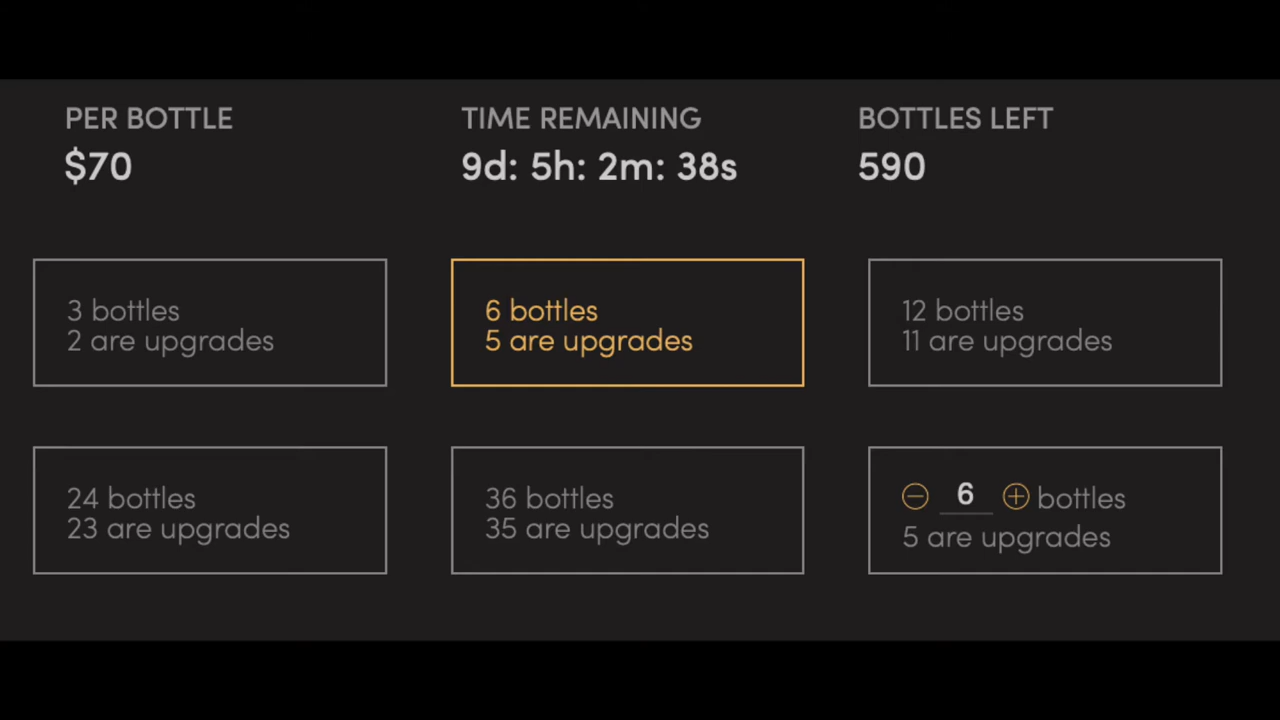 PER BOTTLE
$70
TIME REMAINING
9d: 5h: 2m: 38s
BOTTLES LEFT
590
3 bottles
2 are upgrades
6 bottles
5 are upgrades
12 bottles
11 are upgrades
24 bottles
23 are upgrades
36 bottles
35 are upgrades
6 bottles
5 are upgrades